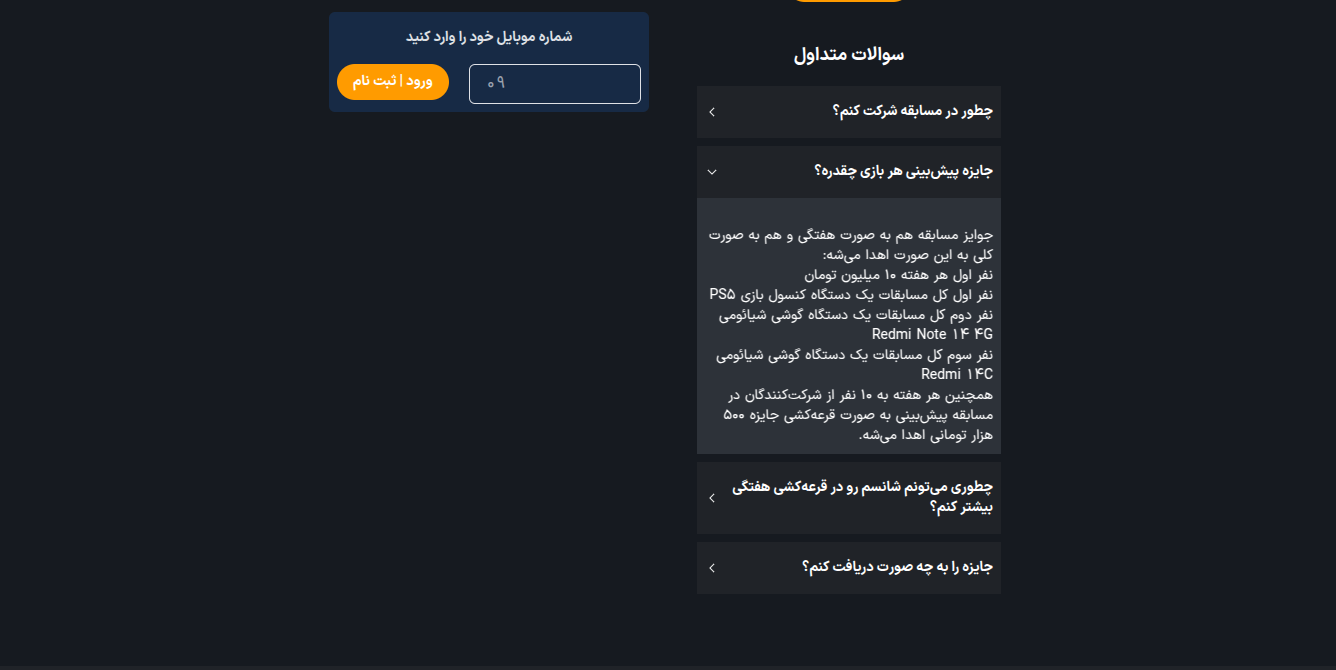 سوالات متداول
چطور در مسابقه شرکت کنم؟
جایزه پیش‌بینی هر بازی چقدره؟
جوایز مسابقه هم به صورت هفتگی و هم به صورت
کلی به این صورت اهدا می‌شه:
نفر اول هر هفته ۱۰ میلیون تومان
نفر اول کل مسابقات یک دستگاه کنسول بازی PS۵
نفر دوم کل مسابقات یک دستگاه گوشی شیائومی
Redmi Note ۱۴ ۴G
نفر سوم کل مسابقات یک دستگاه گوشی شیائومی
Redmi ۱۴C
همچنین هر هفته به ۱۰ نفر از شرکت‌کنندگان در
مسابقه پیش‌بینی به صورت قرعه‌کشی جایزه ۵۰۰
هزار تومانی اهدا می‌شه.
چطوری می‌تونم شانسم رو در قرعه‌کشی هفتگی
بیشتر کنم؟
جایزه را به چه صورت دریافت کنم؟
شماره موبایل خود را وارد کنید
۰۹
ورود | ثبت نام